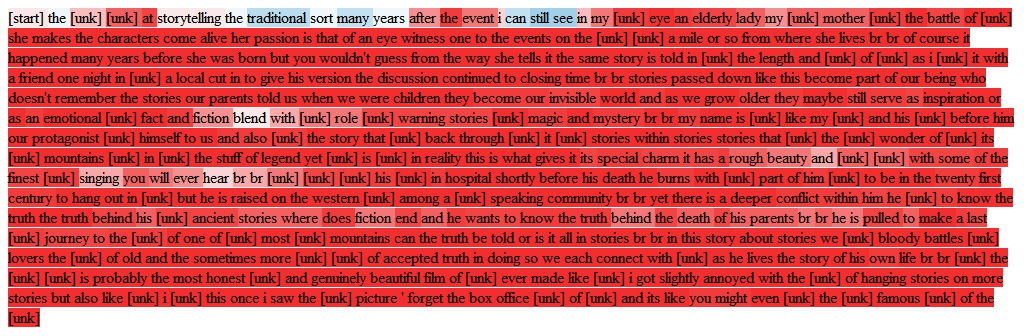 [start] the [unk] [unk] at storytelling the traditional sort many years after the event i can still see in my [unk] eye an elderly lady my [unk] mother the battle of [unk]
she makes the characters come alive her passion is that of an eye witness one to the events on the [unk] [unk] a mile or so from where she lives br br of course it
happened many years before she was born but you wouldn't guess from the way she tells it the same story is told in [unk] the length and [unk] of [unk] as i [unk] it with
a friend one night in [unk] a local cut in to give his version the discussion continued to closing time br br stories passed down like this become part of our being who
doesn't remember the stories our parents told us when we were children they become our invisible world and as we grow older they maybe still serve as inspiration or
as an emotional [unk] fact and fiction blend with [unk] role [unk] warning stories [unk] magic and mystery br br my name is [unk] like my [unk] and his [unk] before him
our protagonist [unk] himself to us and also [unk] the story that [unk] back through [unk] it [unk] stories within stories stories that [unk] the [unk] wonder of [unk] its
[unk] mountains [unk] in [unk] the stuff of legend yet [unk] is [unk] in reality this is what gives it its special charm it has a rough beauty and [unk] [unk] with some of the
finest [unk] singing you will ever hear br br [unk] [unk] [unk] his [unk] in hospital shortly before his death he burns with [unk] part of him [unk] to be in the twenty first
century to hang out in [unk] but he is raised on the western [unk] among a [unk] speaking community br br yet there is a deeper conflict within him he [unk] to know the
truth the truth behind his [unk] ancient stories where does fiction end and he wants to know the truth behind the death of his parents br br he is pulled to make a last
[unk] journey to the [unk] of one of [unk] most [unk] mountains can the truth be told or is it all in stories br br in this story about stories we [unk] bloody battles [unk]
lovers the [unk] of old and the sometimes more [unk] [unk] of accepted truth in doing so we each connect with [unk] as he lives the story of his own life br br [unk] the
[unk] [unk] is probably the most honest [unk] and genuinely beautiful film of [unk] ever made like [unk] i got slightly annoyed with the [unk] of hanging stories on more
stories but also like [unk] i [unk] this once i saw the [unk] picture ' forget the box office [unk] of [unk] and its like you might even [unk] the [unk] famous [unk] of the
[unk]